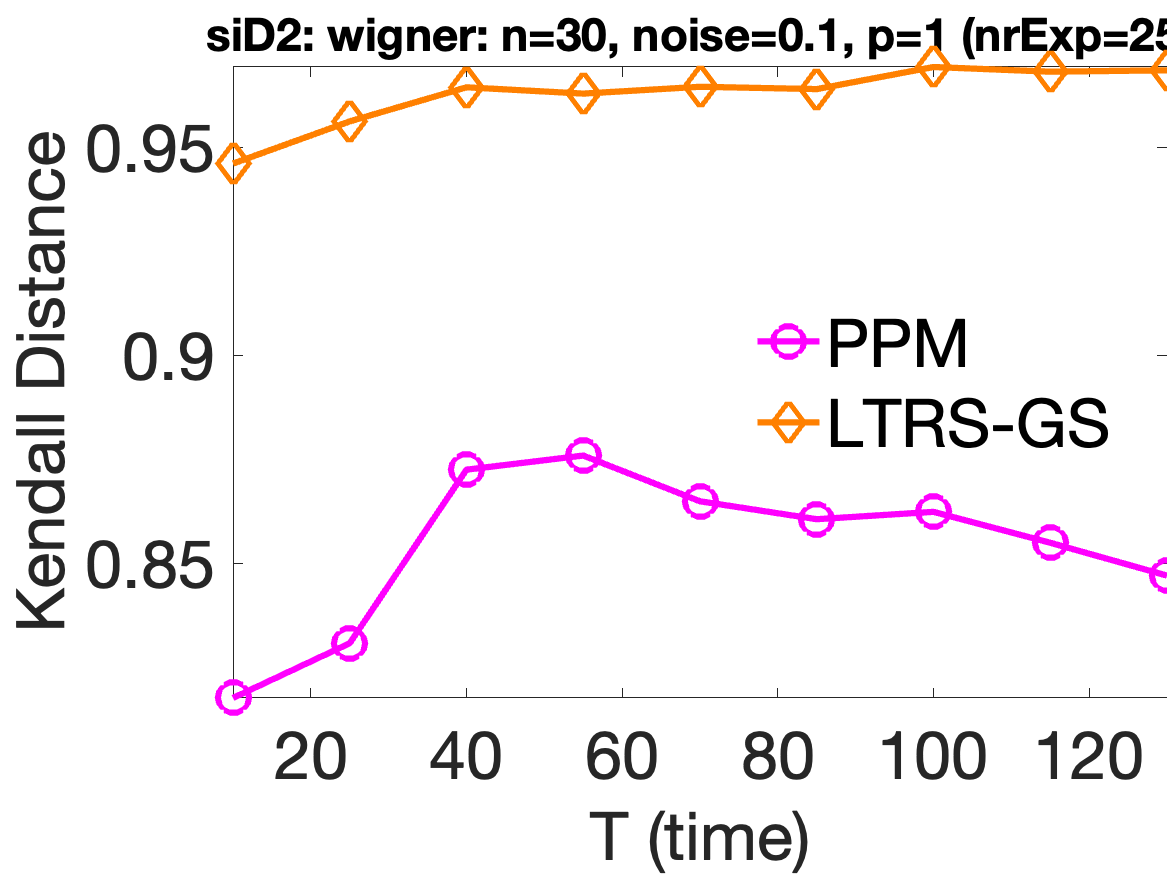 siD2: wigner: n=30, noise=0.1, p=1 (nrExp=25
Kendall Distance
0.95
0.9
0.85
PPM
LTRS-GS
20 40 60 80 100 120
T (time)